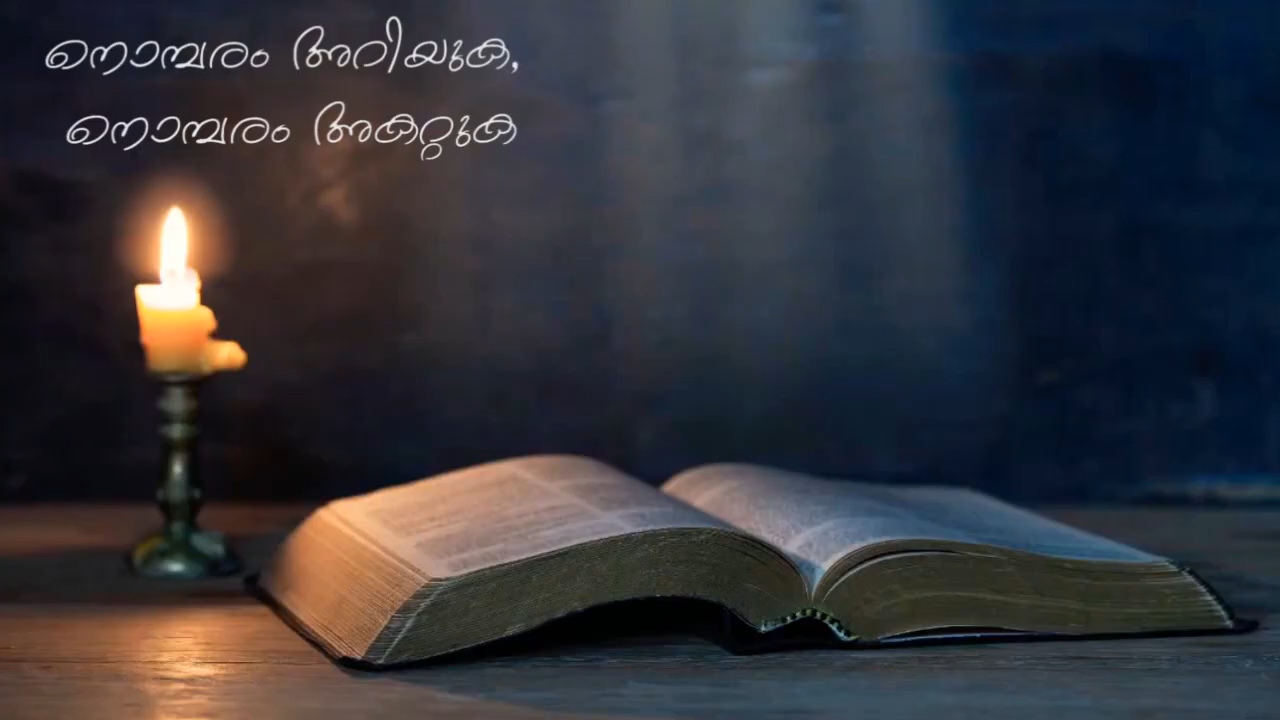 നൊമ്പരം അറിയുക,
നൊമ്പരം അകറ്റുക